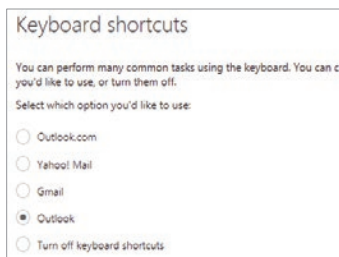 Keyboard shortcuts
You can perform many common tasks using the keyboard. You can c
you'd like to use, or turn them off.
Select which option you'd like to use:
Outlook.com
Yahoo! Mail
Gmail
Outlook
Turn off keyboard shortcuts